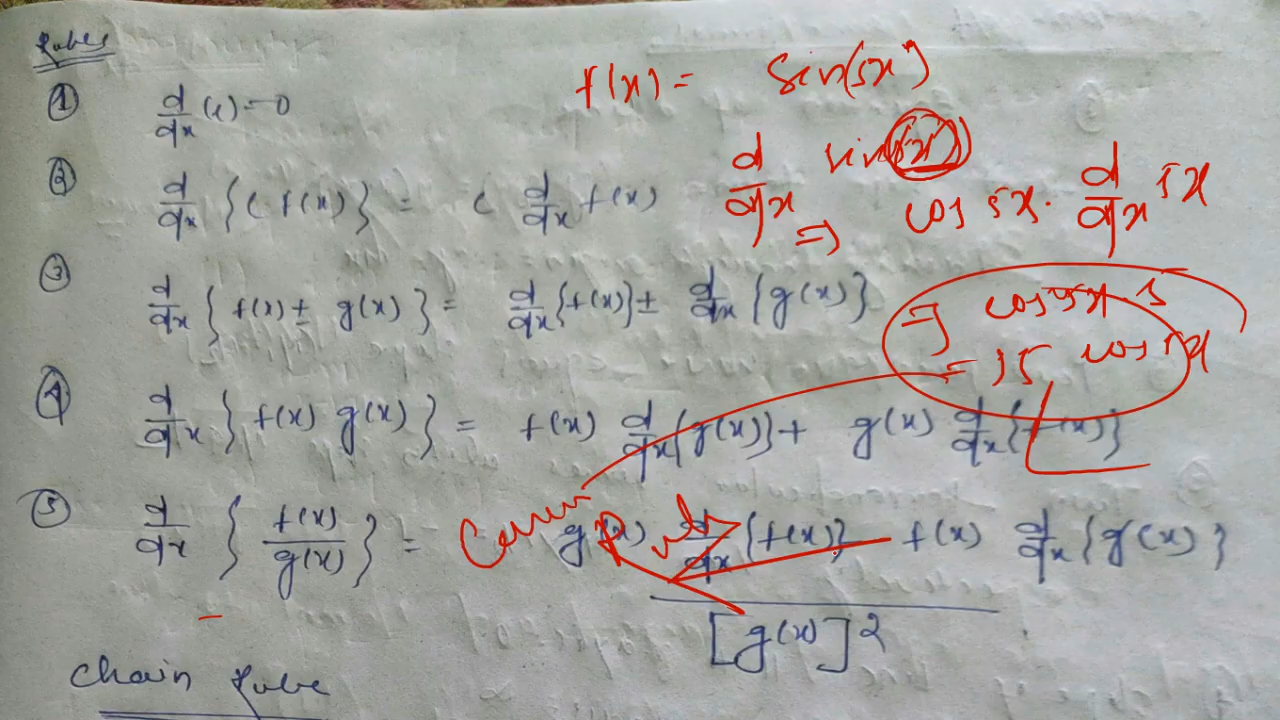 Rules
① d/dx (c) = 0
② d/dx {c f(x)} = c d/dx f(x)
③ d/dx {f(x) ± g(x)} = d/dx {f(x)} ± d/dx {g(x)}
④ d/dx {f(x) g(x)} = f(x) d/dx {g(x)} + g(x) d/dx {f(x)}
⑤ d/dx {f(x)/g(x)} = g(x) d/dx {f(x)} - f(x) d/dx {g(x)} / [g(x)]²
Chain Rule
f(x) = Sin(5x)
d/dx sin(5x)
⇒ cos 5x. d/dx 5x
⇒ cos 5x. 5
= 5 cos 5x